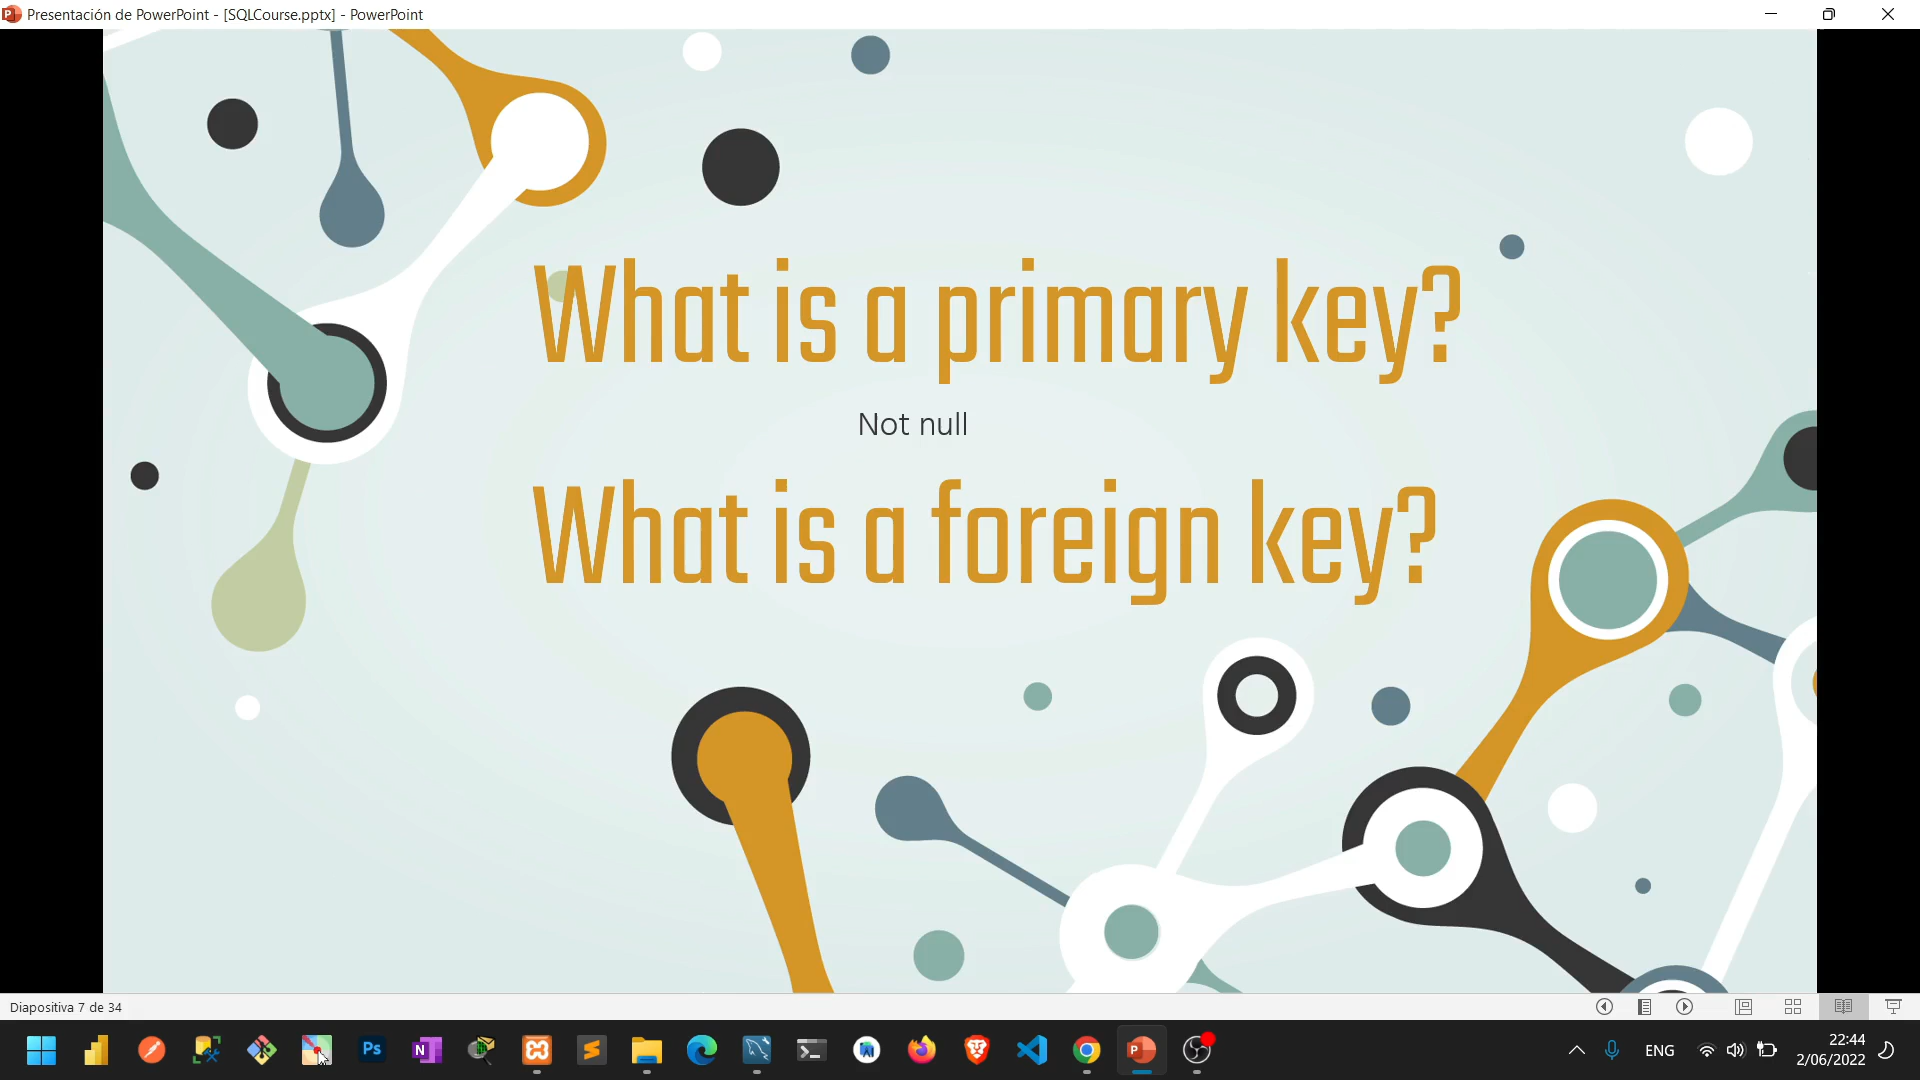 Presentación de PowerPoint - [SQLCourse.pptx] - PowerPoint
What is a primary key?
Not null
What is a foreign key?
Diapositiva 7 de 34
Ps
N
P
ENG
22:44
2/06/2022